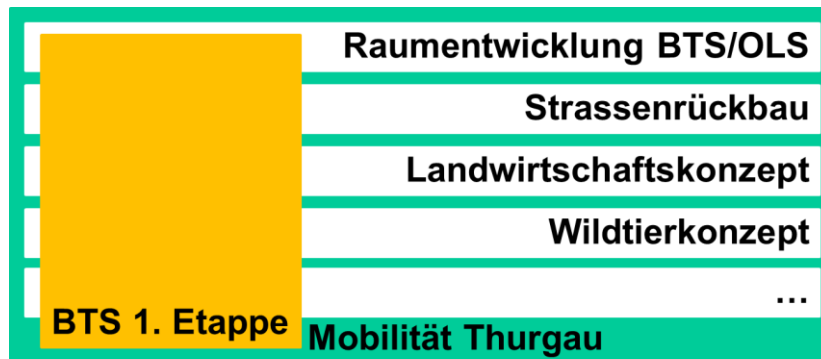 Raumentwicklung BTS/OLS
Strassenrückbau
Landwirtschaftskonzept
Wildtierkonzept
...
BTS 1. Etappe
Mobilität Thurgau